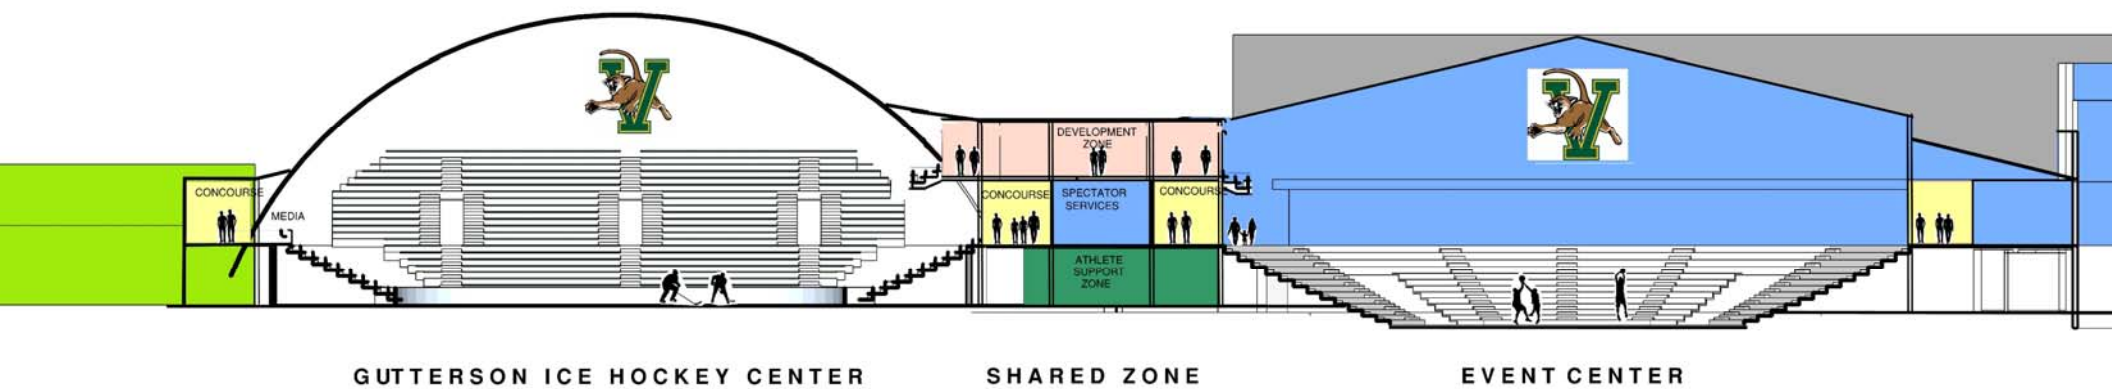 V
V
DEVELOPMENT
ZONE
CONCOURSE
MEDIA
CONCOURSE
SPECTATOR
SERVICES
CONCOURSE
ATHLETE
SUPPORT
ZONE
GUTTERSON ICE HOCKEY CENTER
SHARED ZONE
EVENT CENTER